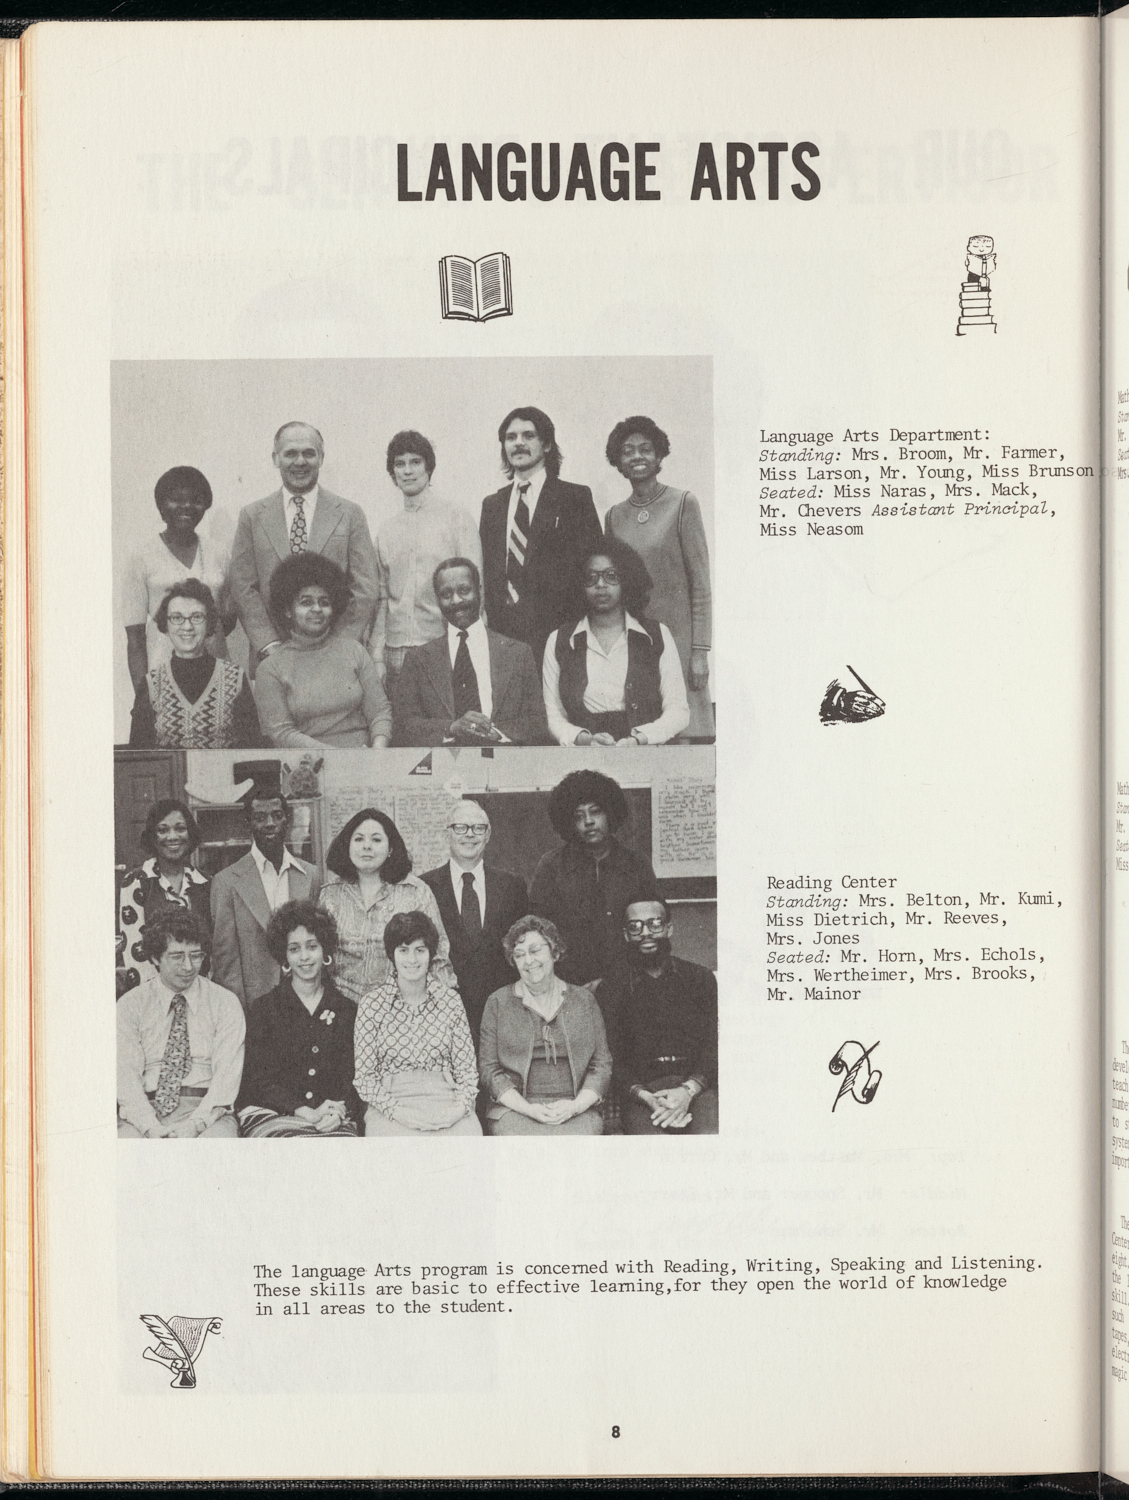 LANGUAGE ARTS
Language Arts Department:
Standing: Mrs. Broom, Mr. Farmer,
Miss Larson, Mr. Young, Miss Brunson
Seated: Miss Naras, Mrs. Mack,
Mr. Chevers Assistant Principal,
Miss Neasom
Reading Center
Standing: Mrs. Belton, Mr. Kumi,
Miss Dietrich, Mr. Reeves,
Mrs. Jones
Seated: Mr. Horn, Mrs. Echols,
Mrs. Wertheimer, Mrs. Brooks,
Mr. Mainor
The language Arts program is concerned with Reading, Writing, Speaking and Listening.
These skills are basic to effective learning,for they open the world of knowledge
in all areas to the student.
8